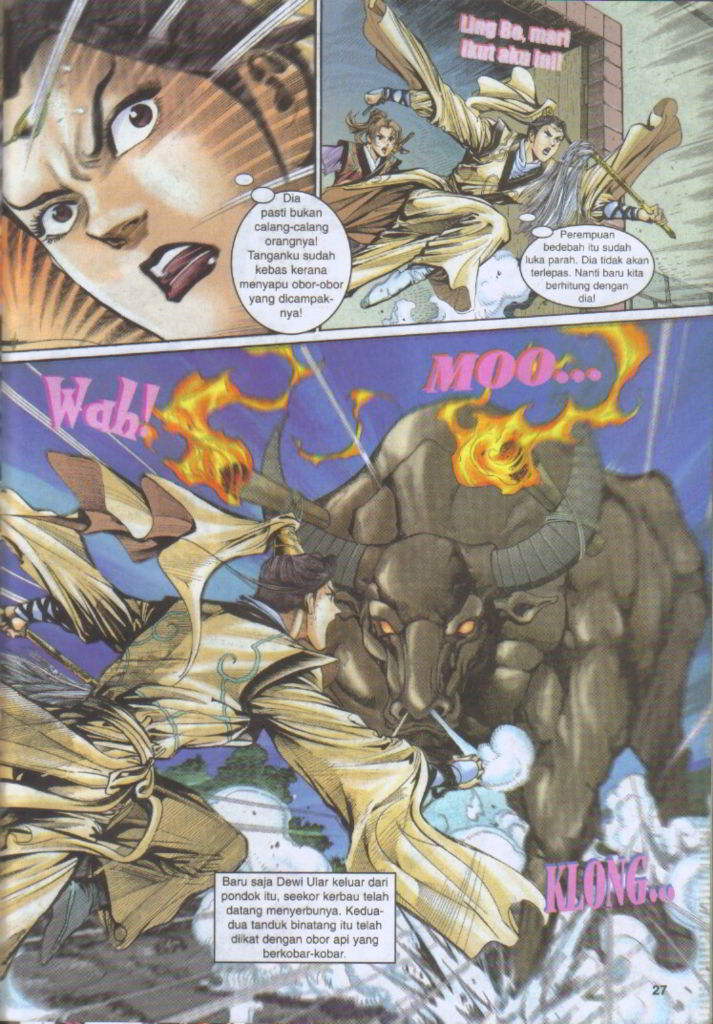 Dia
pasti bukan
calang-calang
orangnya!
Tanganku sudah
kebas kerana
menyapu obor-obor
yang dicampak-
nya!
Ling Bo, mari
ikut aku ini!
Perempuan
bedebah itu sudah
luka parah. Dia tidak akan
terlepas. Nanti baru kita
berhitung dengan
dia!
Wah!
MOO...
Baru saja Dewi Ular keluar dari
pondok itu, seekor kerbau telah
datang menyerbunya. Kedua-
dua tanduk binatang itu telah
diikat dengan obor api yang
berkobar-kobar.
KLONG...
27